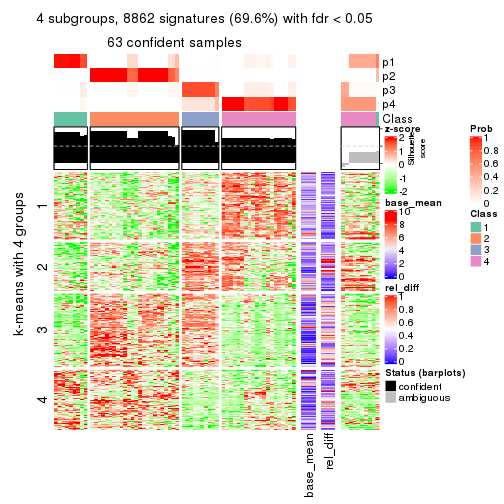 4 subgroups, 8862 signatures (69.6%) with fdr < 0.05
63 confident samples
p1
p2
p3
p4
Class
z-score
2
1
0
-1
-2
Silhouette
score
Prob
1
0.8
0.6
0.4
0.2
0
base_mean
10
8
6
4
2
0
Class
1
2
3
4
rel_diff
1
0.8
0.6
0.4
0.2
0
Status (barplots)
confident
ambiguous
k-means with 4 groups
1
2
3
4
base_mean
rel_diff